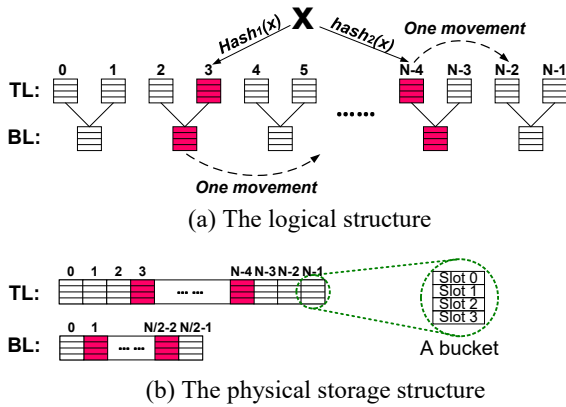 X
Hash1(x)
hash2(x)
One movement
0 1 2 3 4 5 N-4 N-3 N-2 N-1
TL:
······
BL:
One movement
(a) The logical structure
0 1 2 3 N-4 N-3 N-2 N-1
TL:
··· ···
Slot 0
Slot 1
Slot 2
Slot 3
0 1 N/2-2 N/2-1
BL:
··· ···
A bucket
(b) The physical storage structure